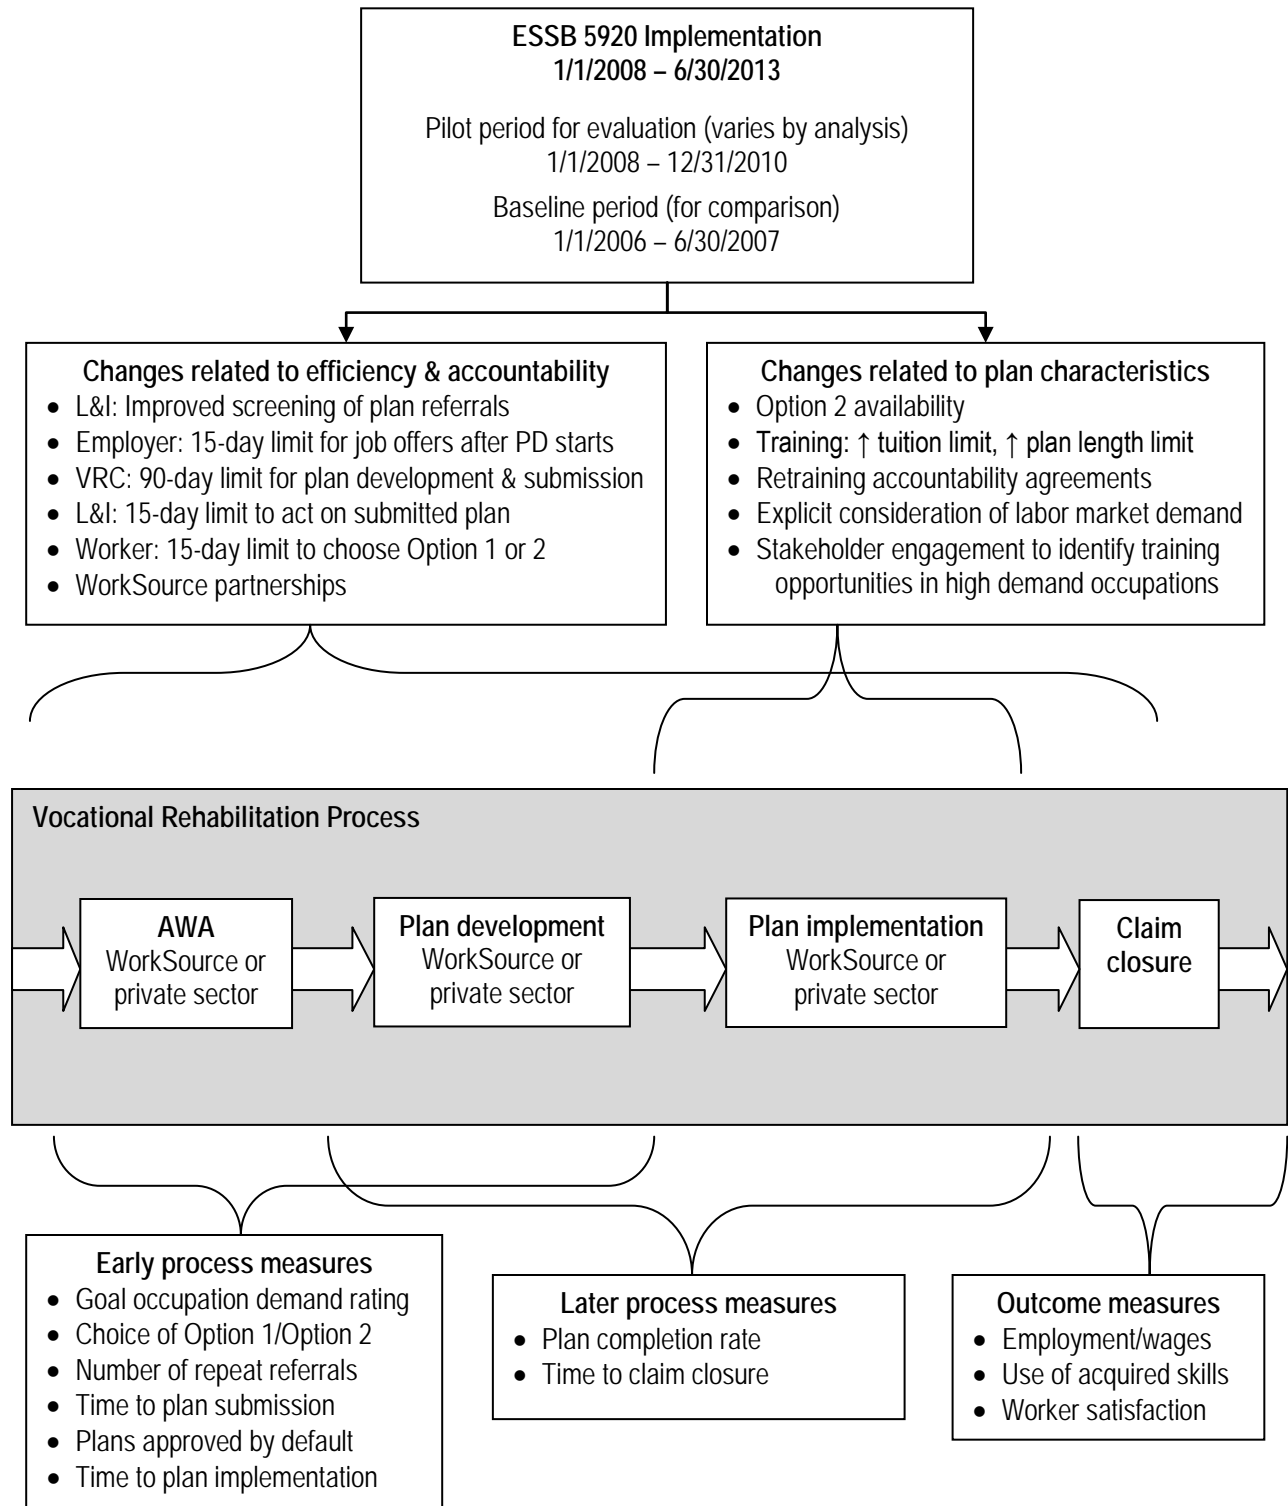 ESSB 5920 Implementation
1/1/2008 – 6/30/2013
Pilot period for evaluation (varies by analysis)
1/1/2008 – 12/31/2010
Baseline period (for comparison)
1/1/2006 – 6/30/2007
Changes related to efficiency & accountability
• L&I: Improved screening of plan referrals
• Employer: 15-day limit for job offers after PD starts
• VRC: 90-day limit for plan development & submission
• L&I: 15-day limit to act on submitted plan
• Worker: 15-day limit to choose Option 1 or 2
• WorkSource partnerships
Changes related to plan characteristics
• Option 2 availability
• Training: ↑ tuition limit, ↑ plan length limit
• Retraining accountability agreements
• Explicit consideration of labor market demand
• Stakeholder engagement to identify training
opportunities in high demand occupations
Vocational Rehabilitation Process
AWA
WorkSource or
private sector
Plan development
WorkSource or
private sector
Plan implementation
WorkSource or
private sector
Claim
closure
Early process measures
• Goal occupation demand rating
• Choice of Option 1/Option 2
• Number of repeat referrals
• Time to plan submission
• Plans approved by default
• Time to plan implementation
Later process measures
• Plan completion rate
• Time to claim closure
Outcome measures
• Employment/wages
• Use of acquired skills
• Worker satisfaction